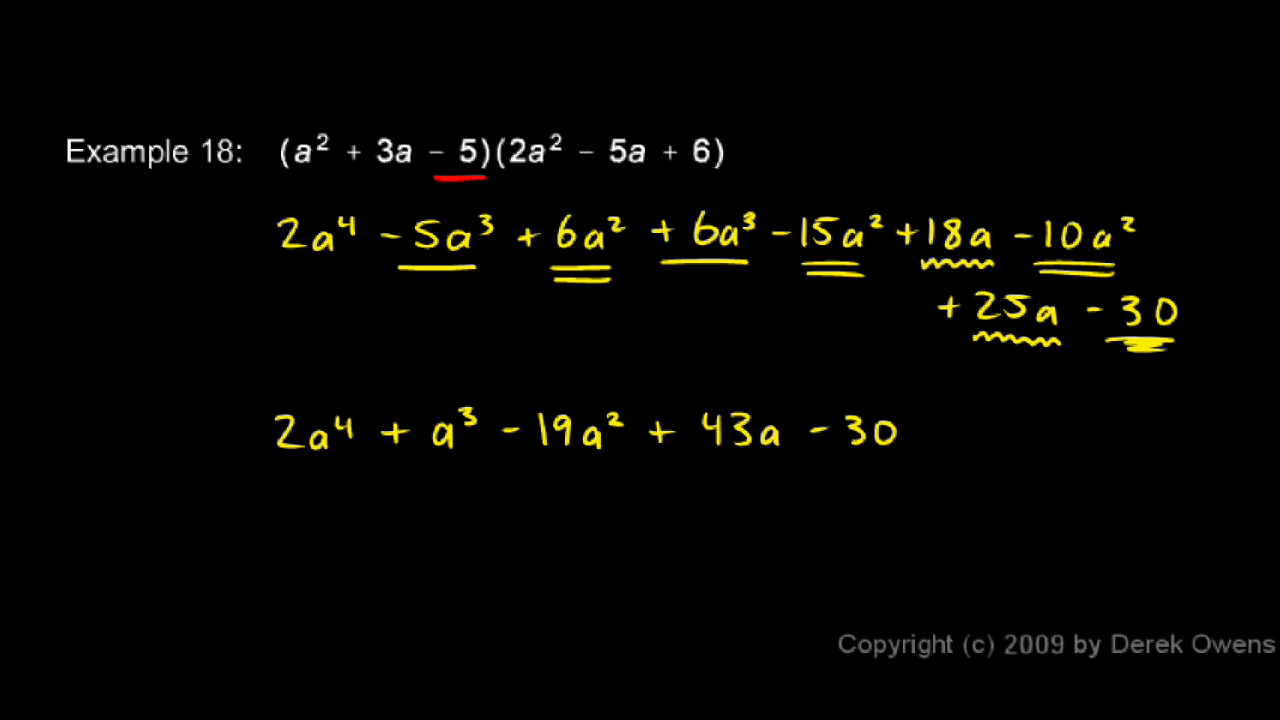 Example 18: (a² + 3a − 5)(2a² − 5a + 6)
2a⁴ − 5a³ + 6a² + 6a³ − 15a² + 18a − 10a²
+ 25a − 30
2a⁴ + a³ − 19a² + 43a − 30
Copyright (c) 2009 by Derek Owens